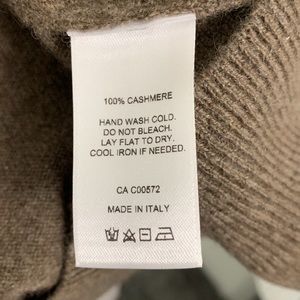 100% CASHMERE
HAND WASH COLD.
DO NOT BLEACH.
LAY FLAT TO DRY.
COOL IRON IF NEEDED.
CA C00572
MADE IN ITALY